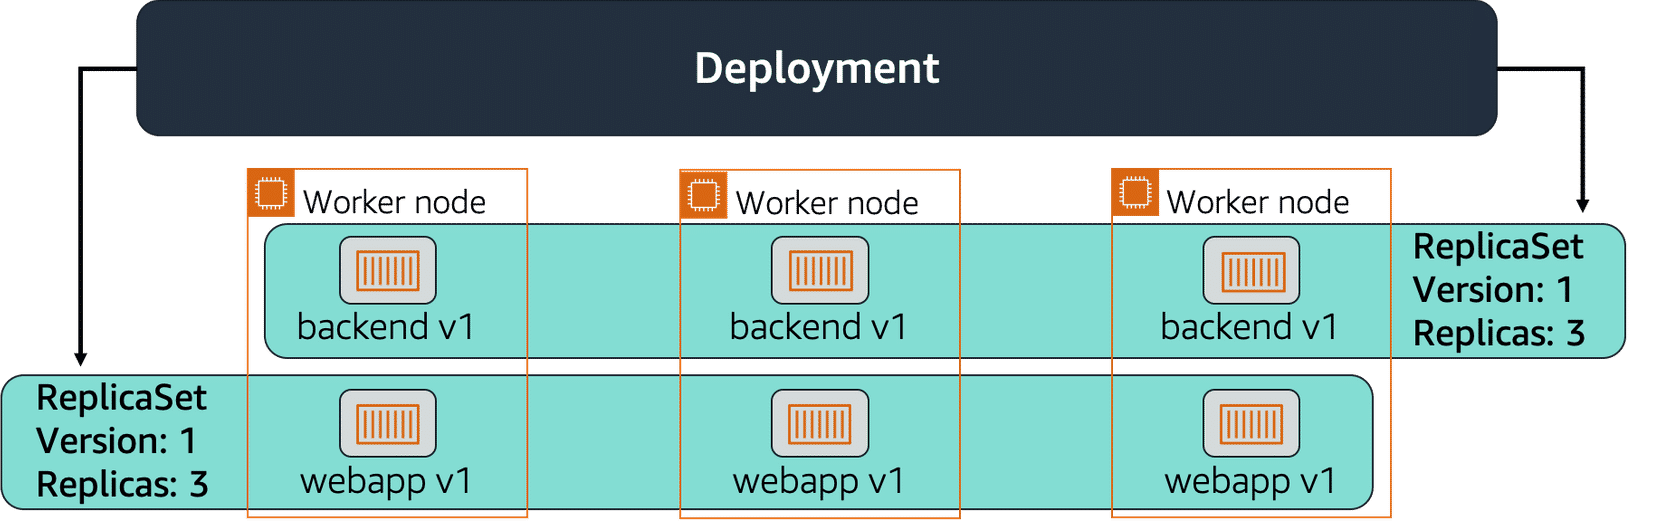 Deployment
Worker node
Worker node
Worker node
backend v1
backend v1
backend v1
ReplicaSet
Version: 1
Replicas: 3
ReplicaSet
Version: 1
Replicas: 3
webapp v1
webapp v1
webapp v1